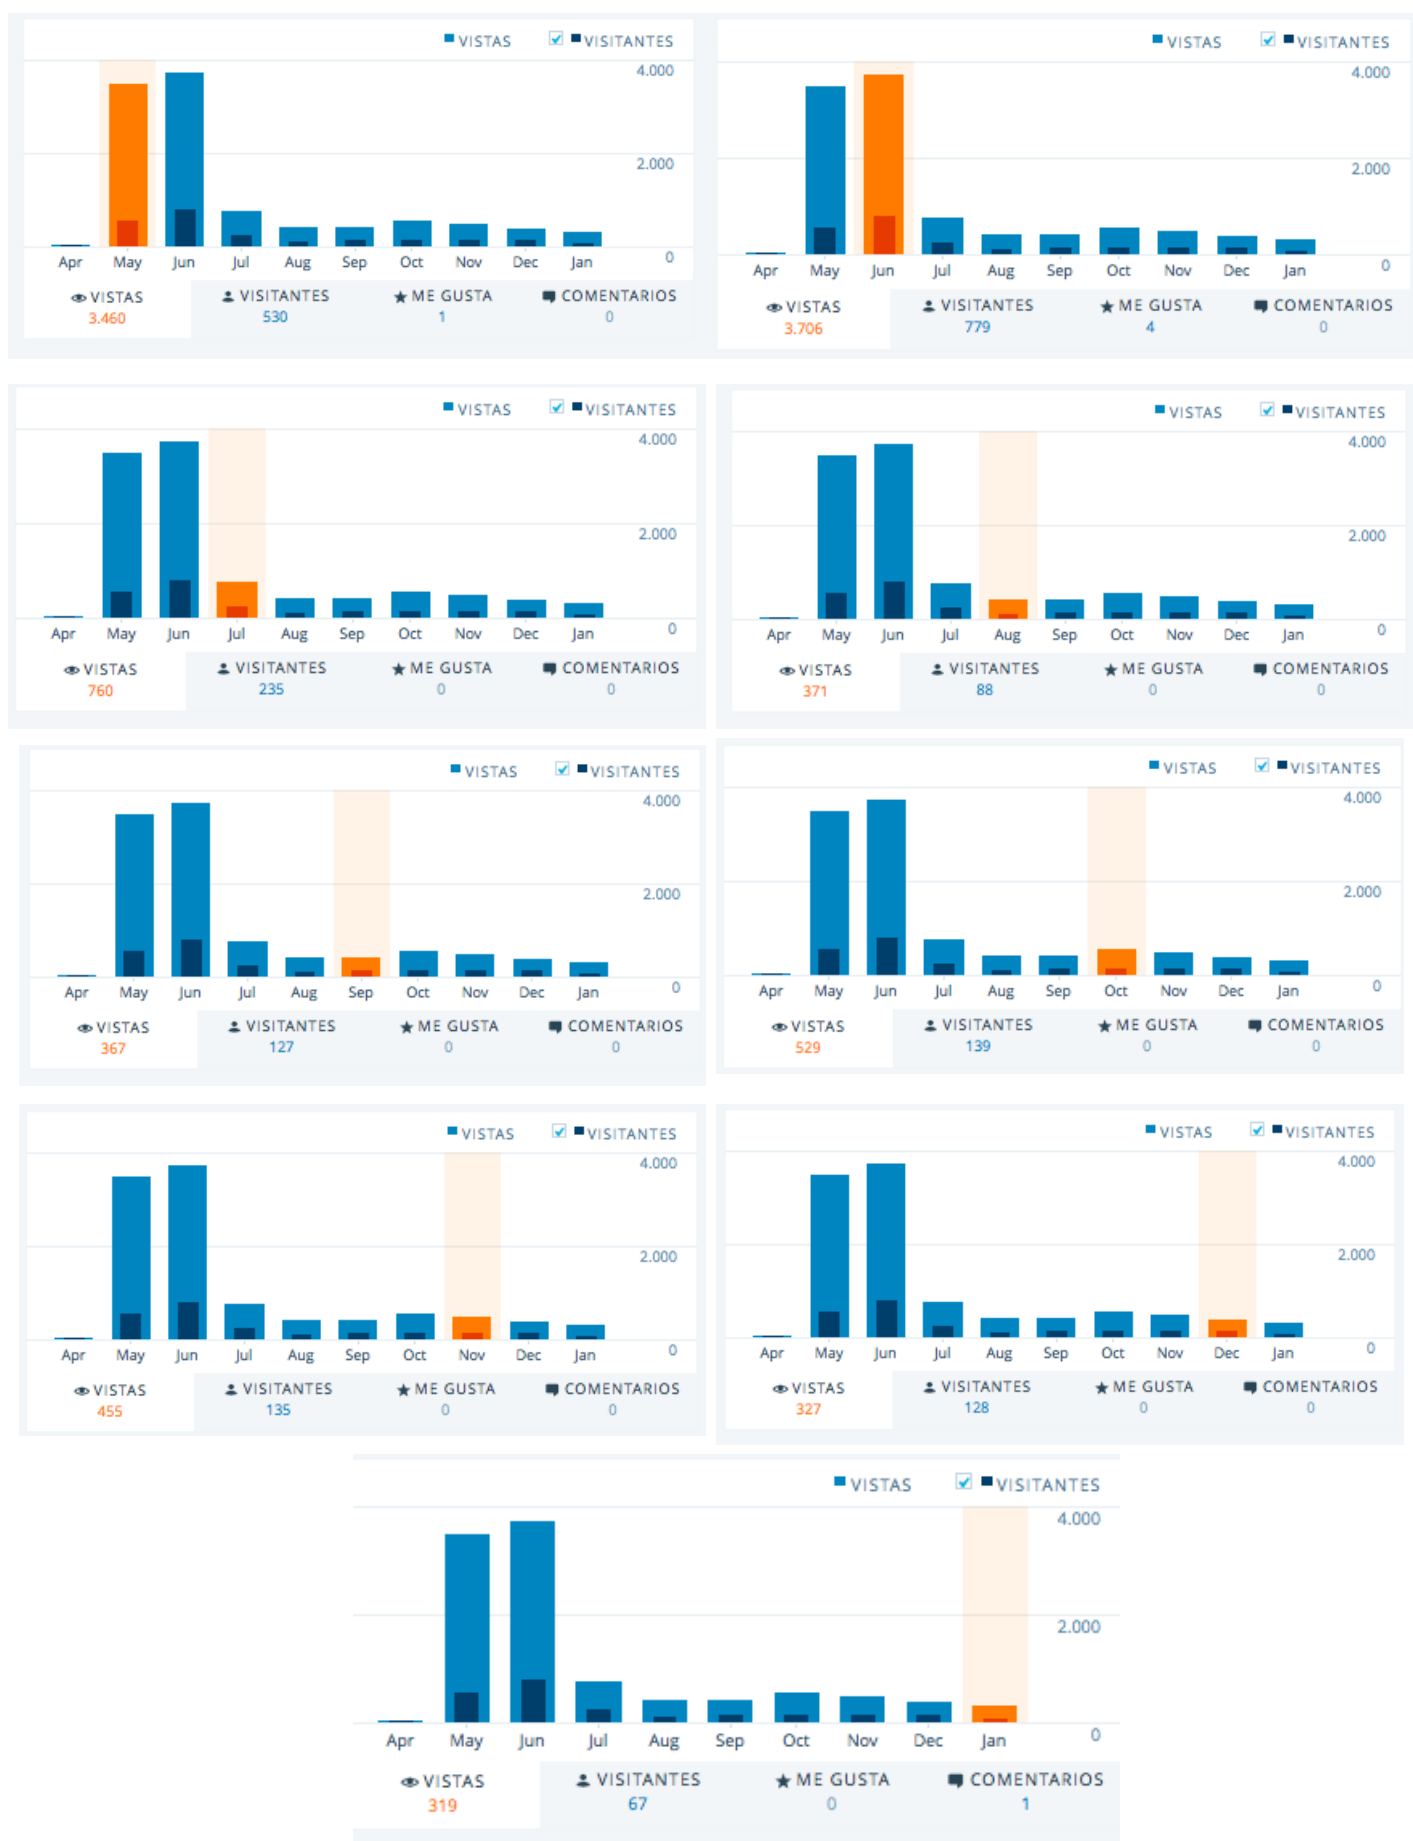 VISTAS VISITANTES
4.000
2.000
0
Apr May Jun Jul Aug Sep Oct Nov Dec Jan
VISTAS VISITANTES ME GUSTA COMENTARIOS
3.460 530 1 0
VISTAS VISITANTES
4.000
2.000
0
Apr May Jun Jul Aug Sep Oct Nov Dec Jan
VISTAS VISITANTES ME GUSTA COMENTARIOS
3.706 779 4 0
VISTAS VISITANTES
4.000
2.000
0
Apr May Jun Jul Aug Sep Oct Nov Dec Jan
VISTAS VISITANTES ME GUSTA COMENTARIOS
760 235 0 0
VISTAS VISITANTES
4.000
2.000
0
Apr May Jun Jul Aug Sep Oct Nov Dec Jan
VISTAS VISITANTES ME GUSTA COMENTARIOS
371 88 0 0
VISTAS VISITANTES
4.000
2.000
0
Apr May Jun Jul Aug Sep Oct Nov Dec Jan
VISTAS VISITANTES ME GUSTA COMENTARIOS
367 127 0 0
VISTAS VISITANTES
4.000
2.000
0
Apr May Jun Jul Aug Sep Oct Nov Dec Jan
VISTAS VISITANTES ME GUSTA COMENTARIOS
529 139 0 0
VISTAS VISITANTES
4.000
2.000
0
Apr May Jun Jul Aug Sep Oct Nov Dec Jan
VISTAS VISITANTES ME GUSTA COMENTARIOS
455 135 0 0
VISTAS VISITANTES
4.000
2.000
0
Apr May Jun Jul Aug Sep Oct Nov Dec Jan
VISTAS VISITANTES ME GUSTA COMENTARIOS
327 128 0 0
VISTAS VISITANTES
4.000
2.000
0
Apr May Jun Jul Aug Sep Oct Nov Dec Jan
VISTAS VISITANTES ME GUSTA COMENTARIOS
319 67 0 1